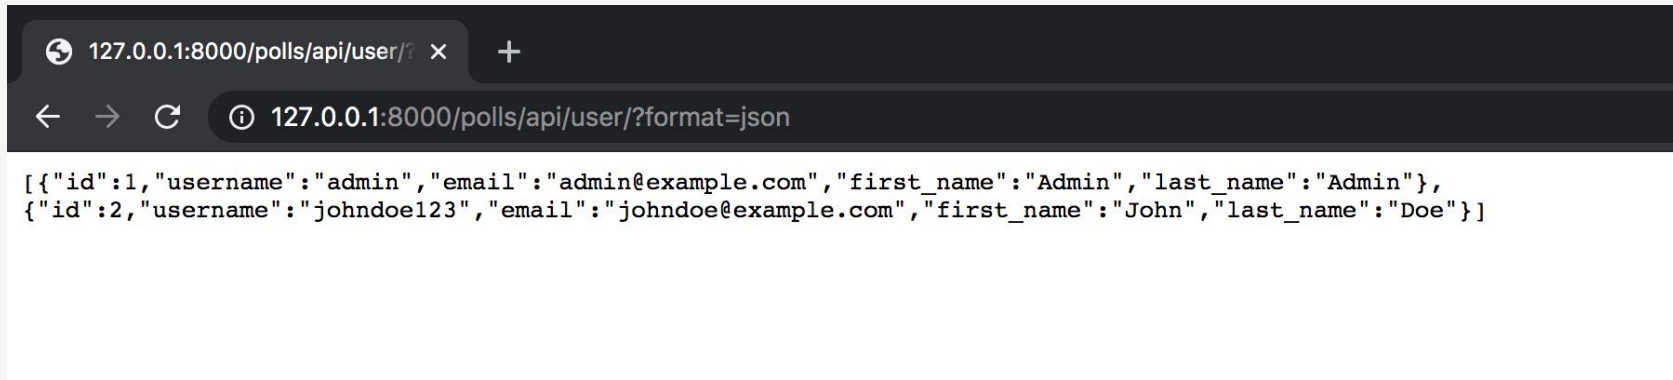 127.0.0.1:8000/polls/api/user/?
127.0.0.1:8000/polls/api/user/?format=json
[{"id":1,"username":"admin","email":"admin@example.com","first_name":"Admin","last_name":"Admin"},
{"id":2,"username":"johndoe123","email":"johndoe@example.com","first_name":"John","last_name":"Doe"}]